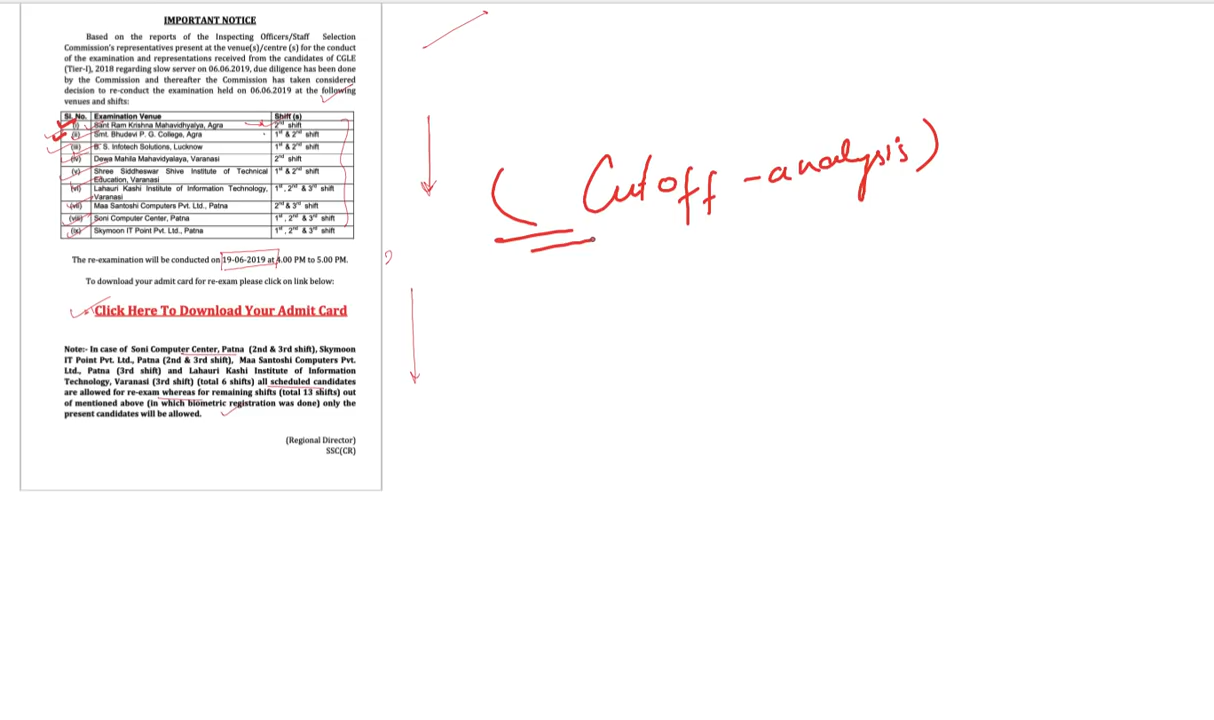 IMPORTANT NOTICE
Based on the reports of the Inspecting Officers/Staff Selection
Commission's representatives present at the venue(s)/centre (s) for the conduct
of the examination and representations received from the candidates of CGLE
(Tier-I), 2018 regarding slow server on 06.06.2019, due diligence has been done
by the Commission and thereafter the Commission has taken considered
decision to re-conduct the examination held on 06.06.2019 at the following
venues and shifts:
Sl. No. Examination Venue Shift (s)
(i) Sant Ram Krishna Mahavidhyalya, Agra 2nd shift
(ii) Smt. Bhudevi P. G. College, Agra 1st & 2nd shift
(iii) B. S. Infotech Solutions, Lucknow 1st & 2nd shift
(iv) Dewa Mahila Mahavidyalaya, Varanasi 2nd shift
(v) Shree Siddheswar Shive Institute of Technical 1st & 2nd shift
Education, Varanasi
(vi) Lahauri Kashi Institute of Information Technology, 1st, 2nd & 3rd shift
Varanasi
(vii) Maa Santoshi Computers Pvt. Ltd., Patna 2nd & 3rd shift
(viii) Soni Computer Center, Patna 1st, 2nd & 3rd shift
(ix) Skymoon IT Point Pvt. Ltd., Patna 1st, 2nd & 3rd shift
The re-examination will be conducted on 19-06-2019 at 4.00 PM to 5.00 PM.
To download your admit card for re-exam please click on link below:
Click Here To Download Your Admit Card
Note:- In case of Soni Computer Center, Patna (2nd & 3rd shift), Skymoon
IT Point Pvt. Ltd., Patna (2nd & 3rd shift), Maa Santoshi Computers Pvt.
Ltd., Patna (3rd shift) and Lahauri Kashi Institute of Information
Technology, Varanasi (3rd shift) (total 6 shifts) all scheduled candidates
are allowed for re-exam whereas for remaining shifts (total 13 shifts) out
of mentioned above (in which biometric registration was done) only the
present candidates will be allowed.
(Regional Director)
SSC(CR)
( Cutoff - analysis )